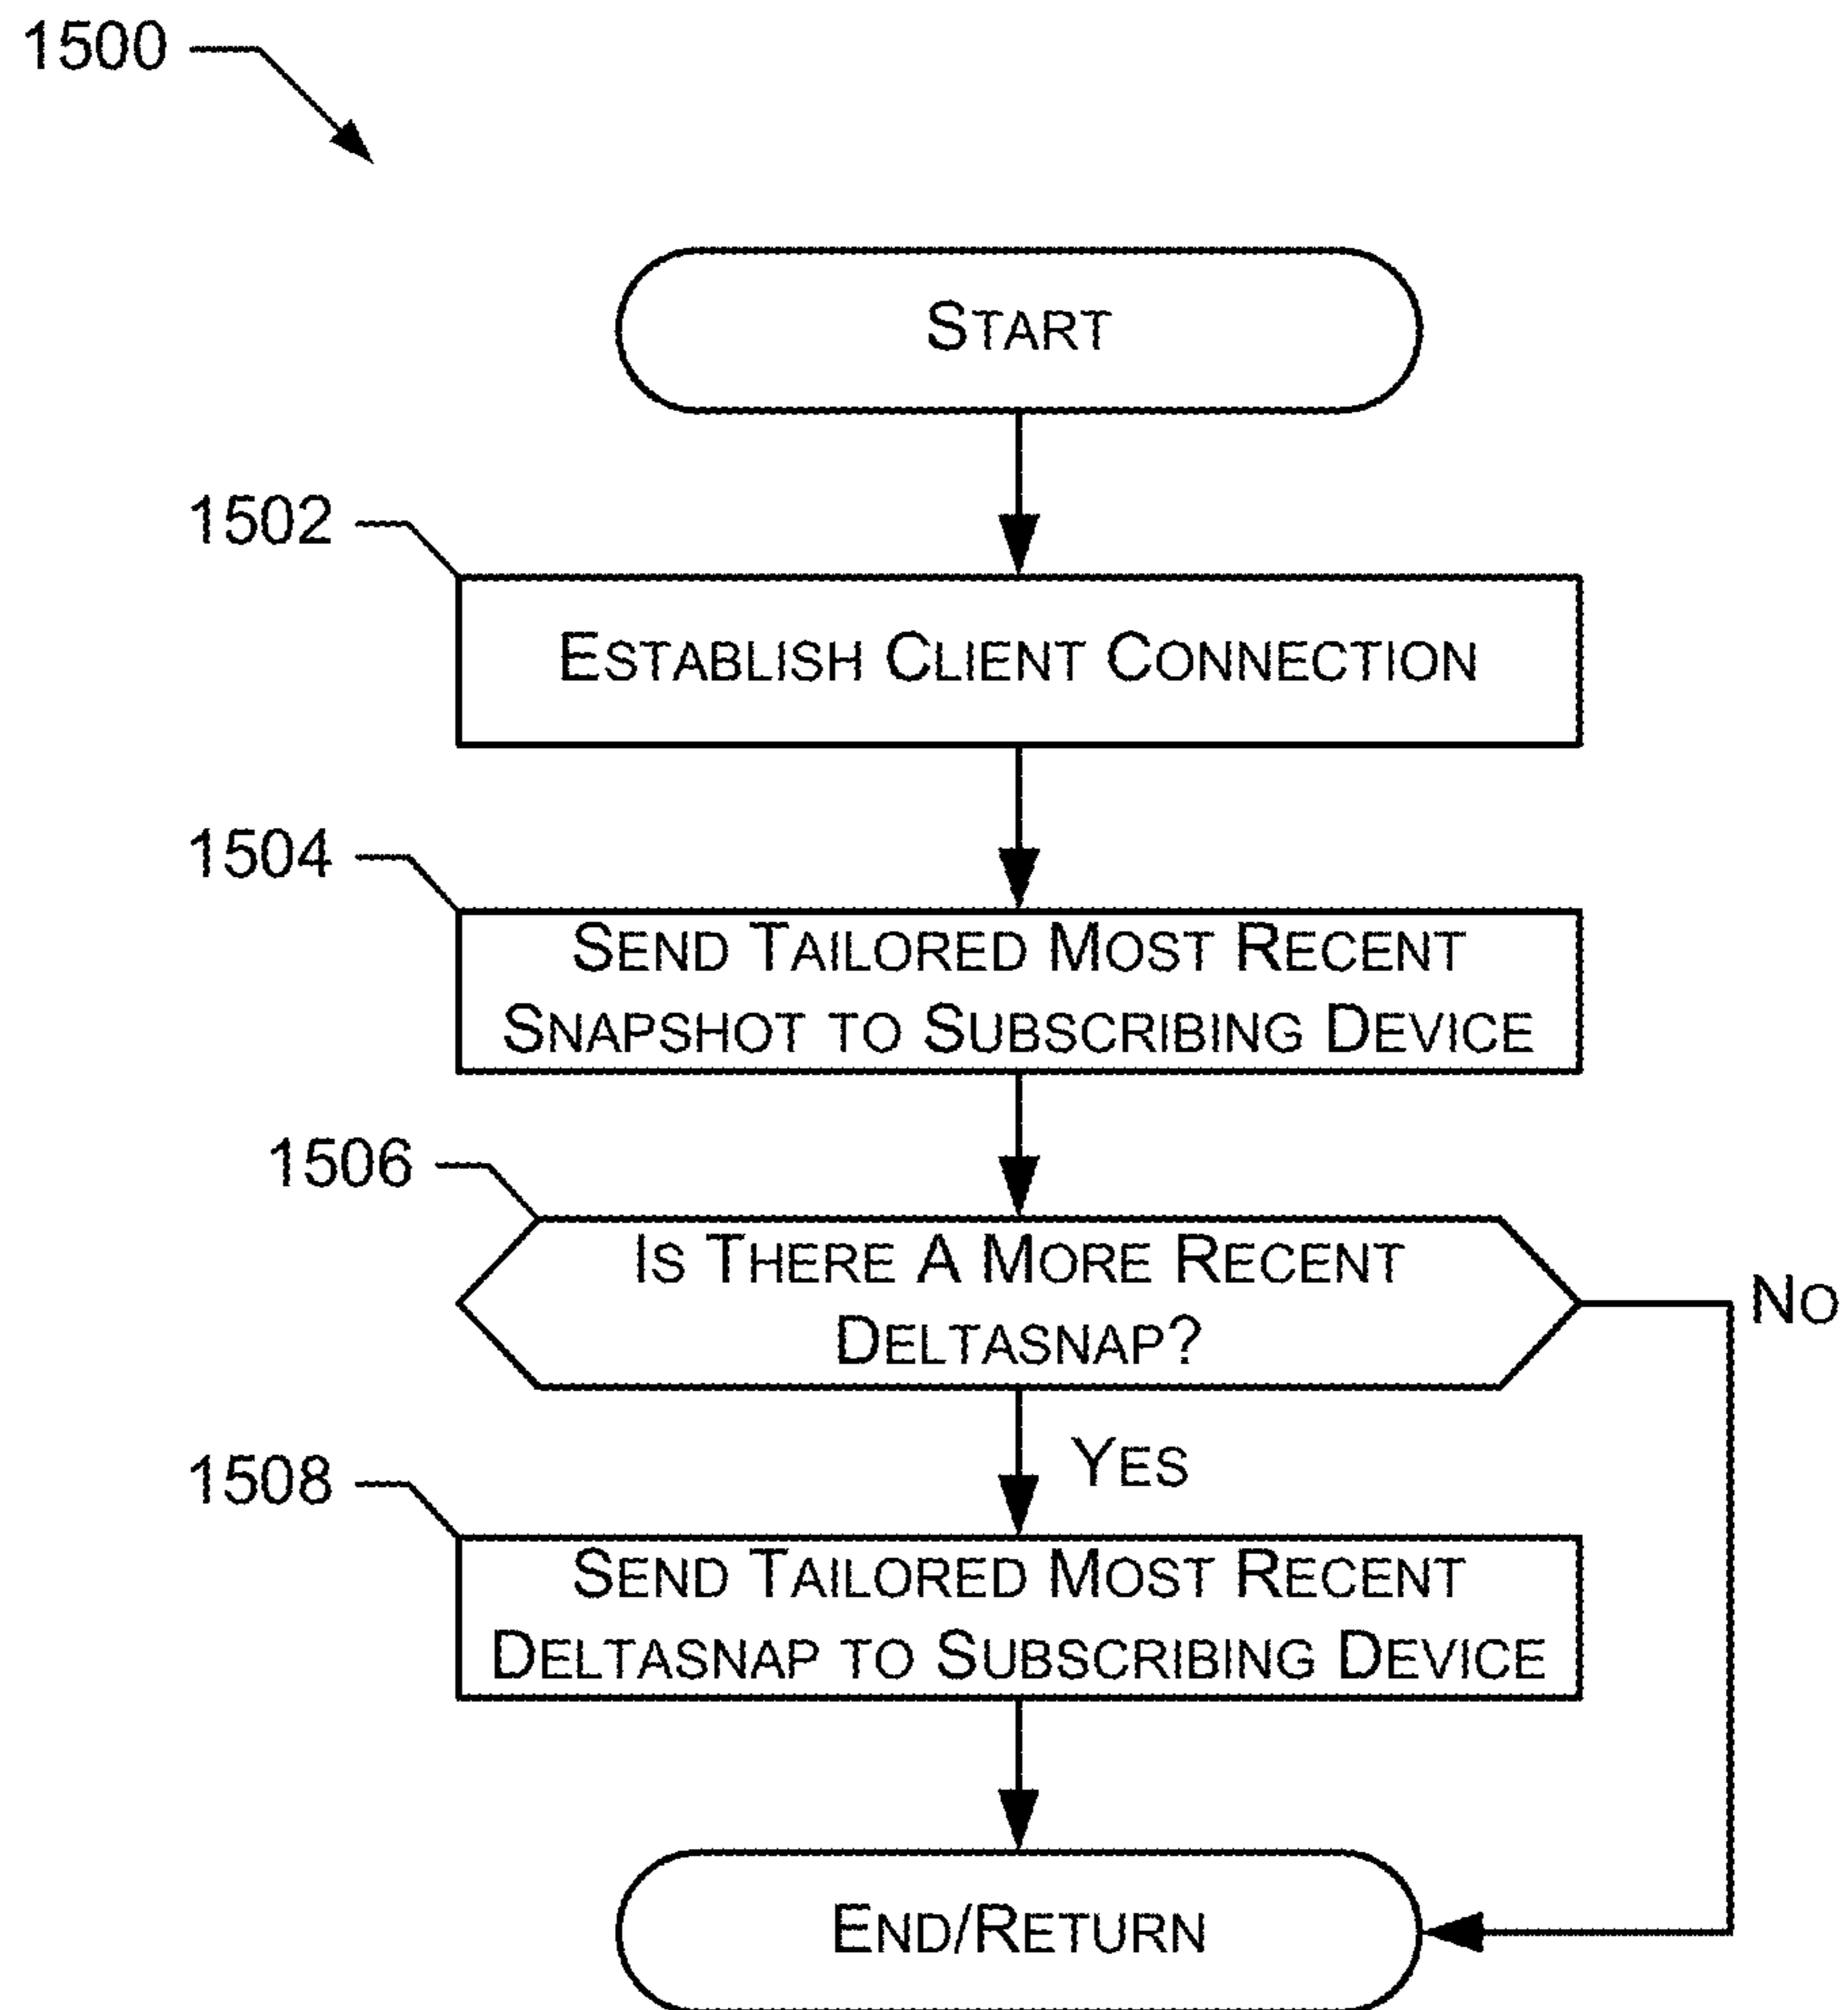 1500
START
1502
ESTABLISH CLIENT CONNECTION
1504
SEND TAILORED MOST RECENT
SNAPSHOT TO SUBSCRIBING DEVICE
1506
IS THERE A MORE RECENT
DELTASNAP?
NO
YES
1508
SEND TAILORED MOST RECENT
DELTASNAP TO SUBSCRIBING DEVICE
END/RETURN